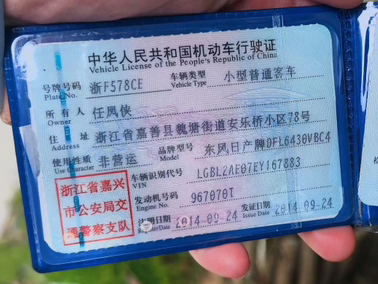 中华人民共和国机动车行驶证
Vehicle License of the People's Republic of China
号牌号码 浙F578CE 车辆类型 小型普通客车
Plate No. Vehicle Type
所有人 任凤侠
Owner
住址 浙江省嘉善县魏塘街道安乐桥小区78号
Address
使用性质 非营运 品牌型号 东风日产牌DFL6430VBC4
Use Character Model
浙江省嘉兴 车辆识别代号 LGBL2AE07EY167883
VIN
市公安局交 发动机号码 967070T
Engine No.
通警察支队 注册日期 2014-09-24 发证日期 2014-09-24
Issue Date